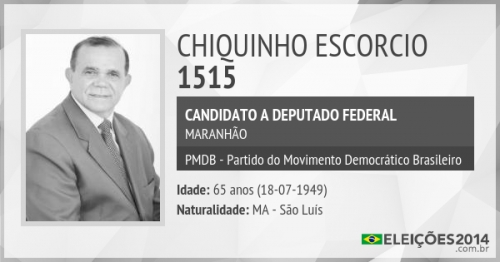 CHIQUINHO ESCORCIO
1515
CANDIDATO A DEPUTADO FEDERAL
MARANHÃO
PMDB - Partido do Movimento Democrático Brasileiro
Idade: 65 anos (18-07-1949)
Naturalidade: MA - São Luís
ELEIÇÕES2014
.com.br